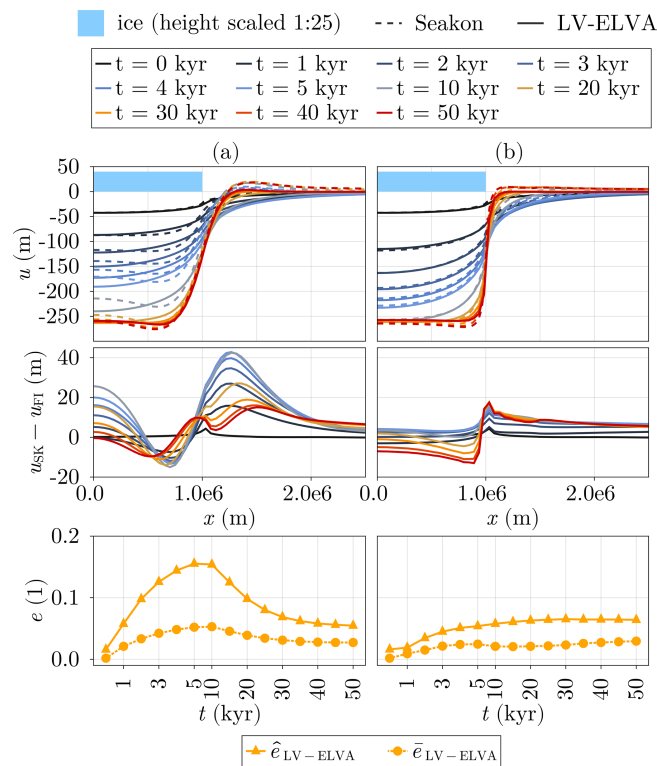 ice (height scaled 1:25) Seakon LV-ELVA
t = 0 kyr t = 1 kyr t = 2 kyr t = 3 kyr
t = 4 kyr t = 5 kyr t = 10 kyr t = 20 kyr
t = 30 kyr t = 40 kyr t = 50 kyr
(a) (b)
50
0
-50
-100
-150
-200
-250
u (m)
40
20
0
-20
u_SK − u_FI (m)
0.0 1.0e6 2.0e6 0.0 1.0e6 2.0e6
x (m) x (m)
0.2
0.1
0.0
e (1)
1 3 5 10 20 30 40 50 1 3 5 10 20 30 40 50
t (kyr) t (kyr)
ê_LV−ELVA ē_LV−ELVA